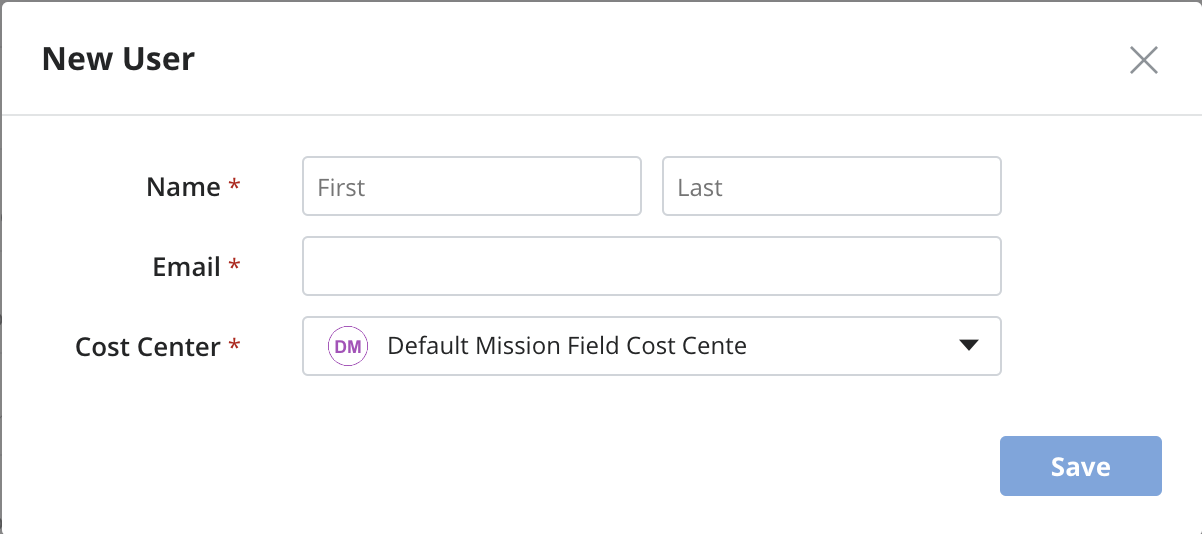 New User
Name * First Last
Email *
Cost Center * DM Default Mission Field Cost Cente
Save